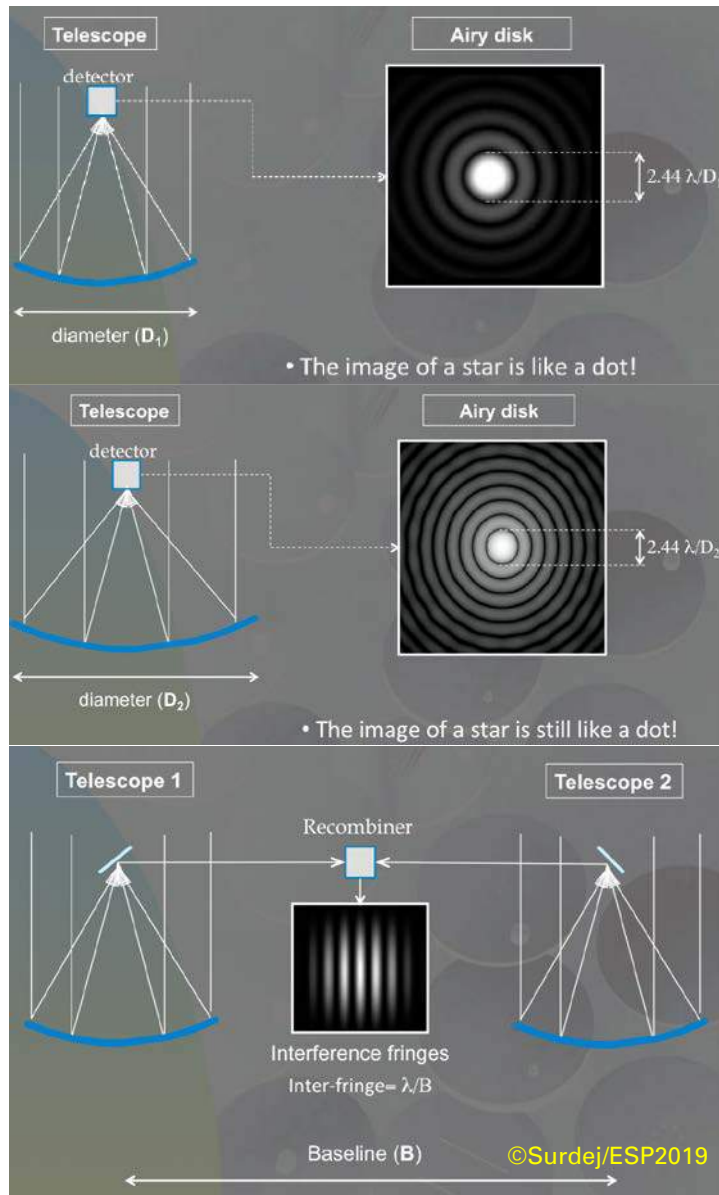 Telescope
Airy disk
detector
2.44 λ/D
diameter (D₁)
• The image of a star is like a dot!
Telescope
Airy disk
detector
2.44 λ/D₂
diameter (D₂)
• The image of a star is still like a dot!
Telescope 1
Telescope 2
Recombiner
Interference fringes
Inter-fringe= λ/B
Baseline (B)
©Surdej/ESP2019